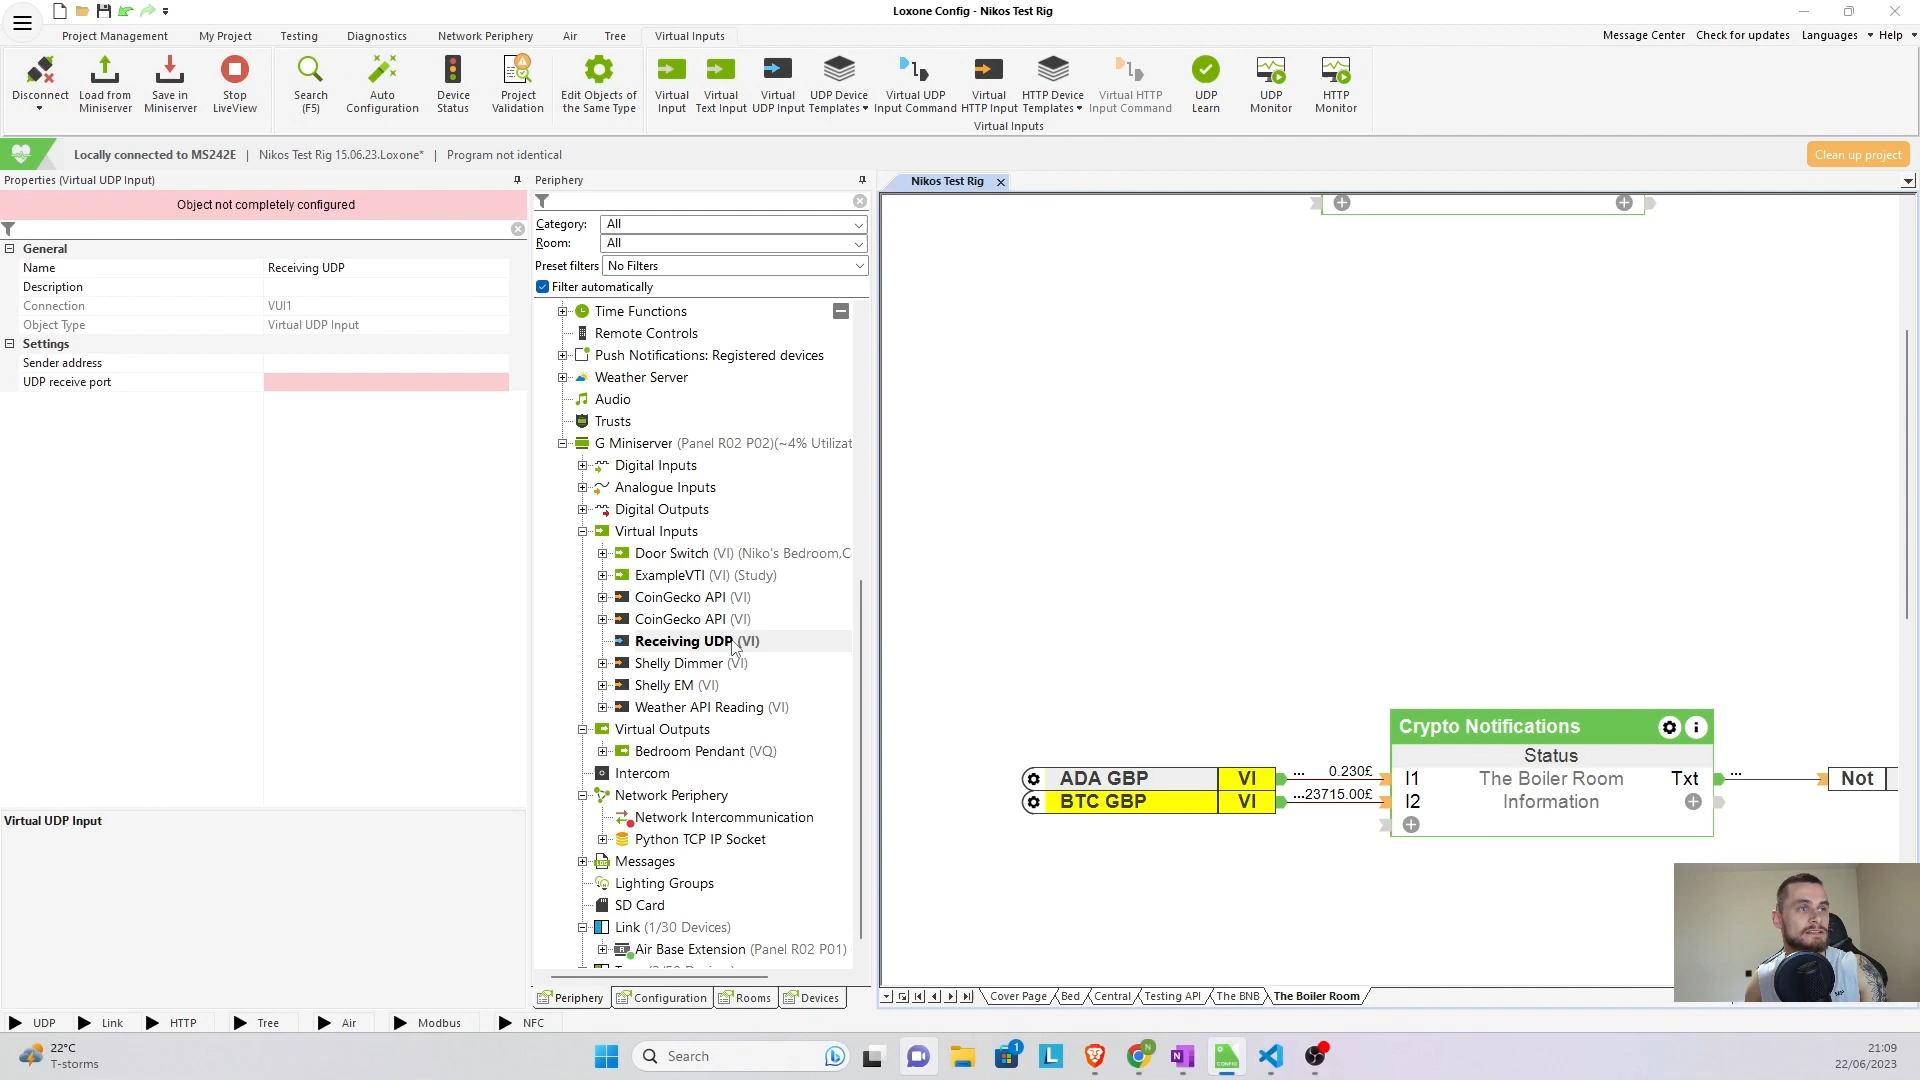 Loxone Config - Nikos Test Rig
Project Management
My Project
Testing
Diagnostics
Network Periphery
Air
Tree
Virtual Inputs
Message Center
Check for updates
Languages
Help
Disconnect
Load from Miniserver
Save in Miniserver
Stop LiveView
Search (F5)
Auto Configuration
Device Status
Project Validation
Edit Objects of the Same Type
Virtual Input
Virtual Text Input
Virtual UDP Input
UDP Device Templates
Virtual UDP Input Command
Virtual HTTP Input
HTTP Device Templates
Virtual HTTP Input Command
UDP Learn
UDP Monitor
HTTP Monitor
Virtual Inputs
Locally connected to MS242E | Nikos Test Rig 15.06.23.Loxone* | Program not identical
Clean up project
Properties (Virtual UDP Input)
Object not completely configured
General
Name Receiving UDP
Description
Connection VUI1
Object Type Virtual UDP Input
Settings
Sender address
UDP receive port
Virtual UDP Input
Periphery
Category: All
Room: All
Preset filters No Filters
Filter automatically
Time Functions
Remote Controls
Push Notifications: Registered devices
Weather Server
Audio
Trusts
G Miniserver (Panel R02 P02)(~4% Utilizat
Digital Inputs
Analogue Inputs
Digital Outputs
Virtual Inputs
Door Switch (VI) (Niko's Bedroom,C
ExampleVTI (VI) (Study)
CoinGecko API (VI)
CoinGecko API (VI)
Receiving UDP (VI)
Shelly Dimmer (VI)
Shelly EM (VI)
Weather API Reading (VI)
Virtual Outputs
Bedroom Pendant (VQ)
Intercom
Network Periphery
Network Intercommunication
Python TCP IP Socket
Messages
Lighting Groups
SD Card
Link (1/30 Devices)
Air Base Extension (Panel R02 P01)
Periphery
Configuration
Rooms
Devices
Nikos Test Rig
Crypto Notifications
Status
ADA GBP VI ... 0.230£ I1 The Boiler Room Txt ... Not
BTC GBP VI ...23715.00£ I2 Information
Cover Page
Bed
Central
Testing API
The BNB
The Boiler Room
UDP
Link
HTTP
Tree
Air
Modbus
NFC
22°C
T-storms
Search
1
N
CONFIG
21:09
22/06/2023